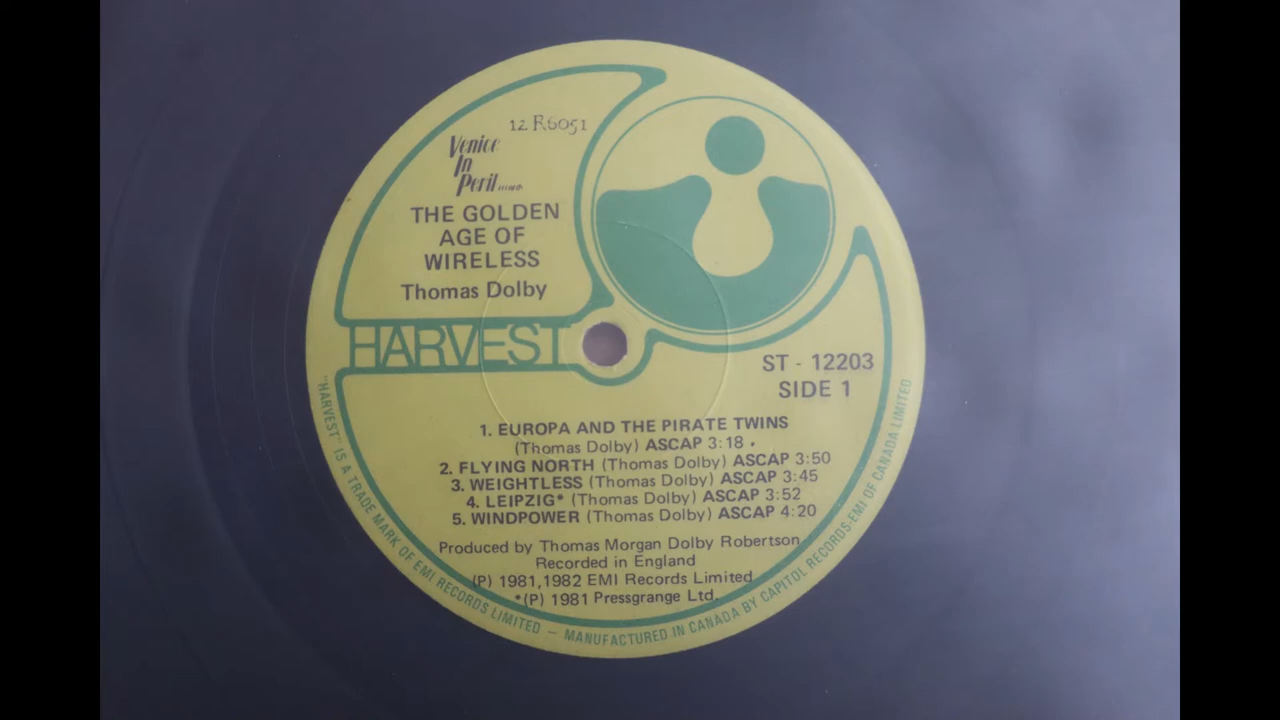 12 R6051
Venice
In
Peril records
THE GOLDEN
AGE OF
WIRELESS
Thomas Dolby
HARVEST
ST - 12203
SIDE 1
1. EUROPA AND THE PIRATE TWINS
(Thomas Dolby) ASCAP 3:18
2. FLYING NORTH (Thomas Dolby) ASCAP 3:50
3. WEIGHTLESS (Thomas Dolby) ASCAP 3:45
4. LEIPZIG* (Thomas Dolby) ASCAP 3:52
5. WINDPOWER (Thomas Dolby) ASCAP 4:20
Produced by Thomas Morgan Dolby Robertson
Recorded in England
(P) 1981,1982 EMI Records Limited
*(P) 1981 Pressgrange Ltd.
"HARVEST" IS A TRADE MARK OF EMI RECORDS LIMITED — MANUFACTURED IN CANADA BY CAPITOL RECORDS-EMI OF CANADA LIMITED